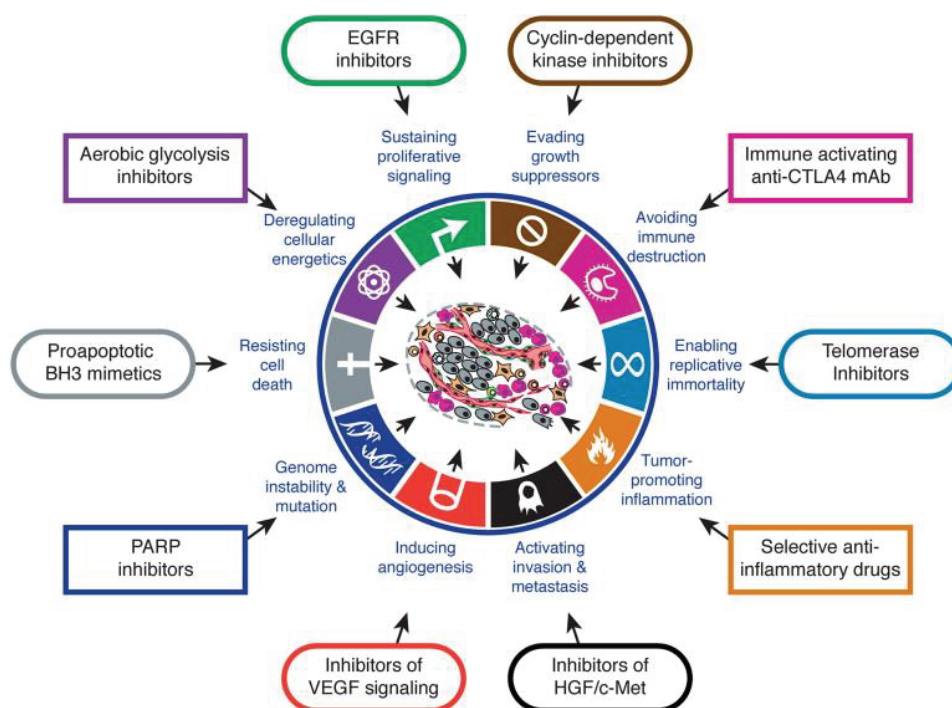 EGFR
inhibitors
Cyclin-dependent
kinase inhibitors
Sustaining
proliferative
signaling
Evading
growth
suppressors
Aerobic glycolysis
inhibitors
Immune activating
anti-CTLA4 mAb
Deregulating
cellular
energetics
Avoiding
immune
destruction
Proapoptotic
BH3 mimetics
Resisting
cell
death
Enabling
replicative
immortality
Telomerase
Inhibitors
Genome
instability &
mutation
Tumor-
promoting
inflammation
PARP
inhibitors
Inducing
angiogenesis
Activating
invasion &
metastasis
Selective anti-
inflammatory drugs
Inhibitors of
VEGF signaling
Inhibitors of
HGF/c-Met